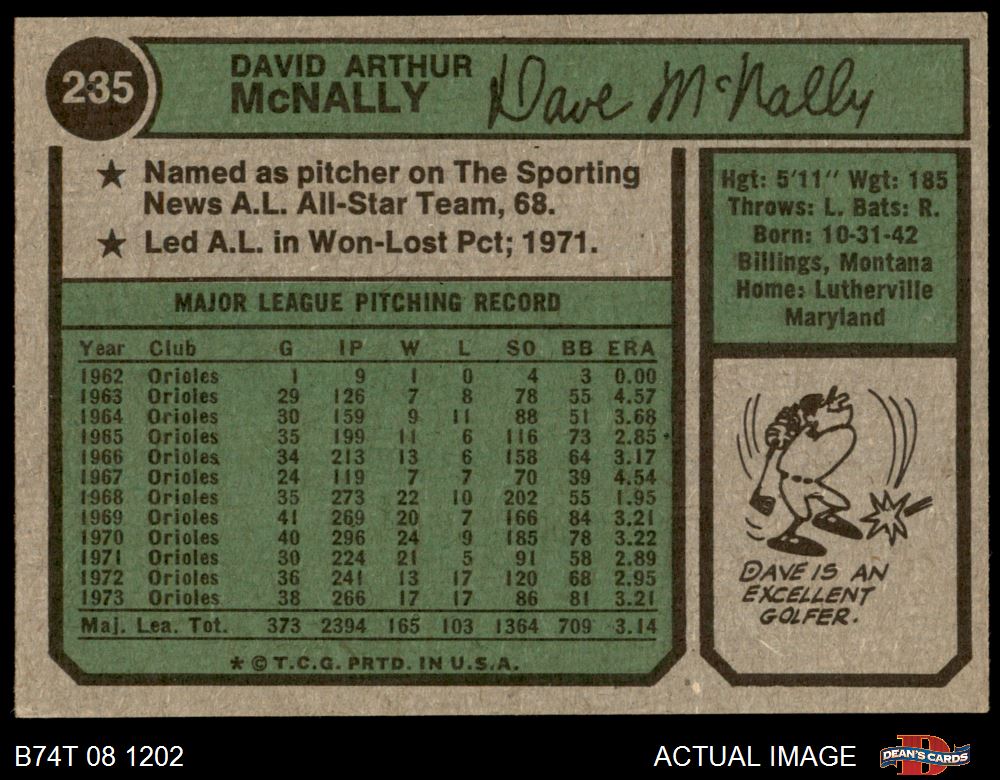 235
DAVID ARTHUR
McNALLY
Dave McNally
★ Named as pitcher on The Sporting
News A.L. All-Star Team, 68.
★ Led A.L. in Won-Lost Pct; 1971.
Hgt: 5'11" Wgt: 185
Throws: L. Bats: R.
Born: 10-31-42
Billings, Montana
Home: Lutherville
Maryland
MAJOR LEAGUE PITCHING RECORD
Year Club G IP W L SO BB ERA
1962 Orioles 1 9 1 0 4 3 0.00
1963 Orioles 29 126 7 8 78 55 4.57
1964 Orioles 30 159 9 11 88 51 3.68
1965 Orioles 35 199 11 6 116 73 2.85
1966 Orioles 34 213 13 6 158 64 3.17
1967 Orioles 24 119 7 7 70 39 4.54
1968 Orioles 35 273 22 10 202 55 1.95
1969 Orioles 41 269 20 7 166 84 3.21
1970 Orioles 40 296 24 9 185 78 3.22
1971 Orioles 30 224 21 5 91 58 2.89
1972 Orioles 36 241 13 17 120 68 2.95
1973 Orioles 38 266 17 17 86 81 3.21
Maj. Lea. Tot. 373 2394 165 103 1364 709 3.14
★ © T.C.G. PRTD. IN U.S.A.
DAVE IS AN
EXCELLENT
GOLFER.
B74T 08 1202
ACTUAL IMAGE
D
DEAN'S CARDS